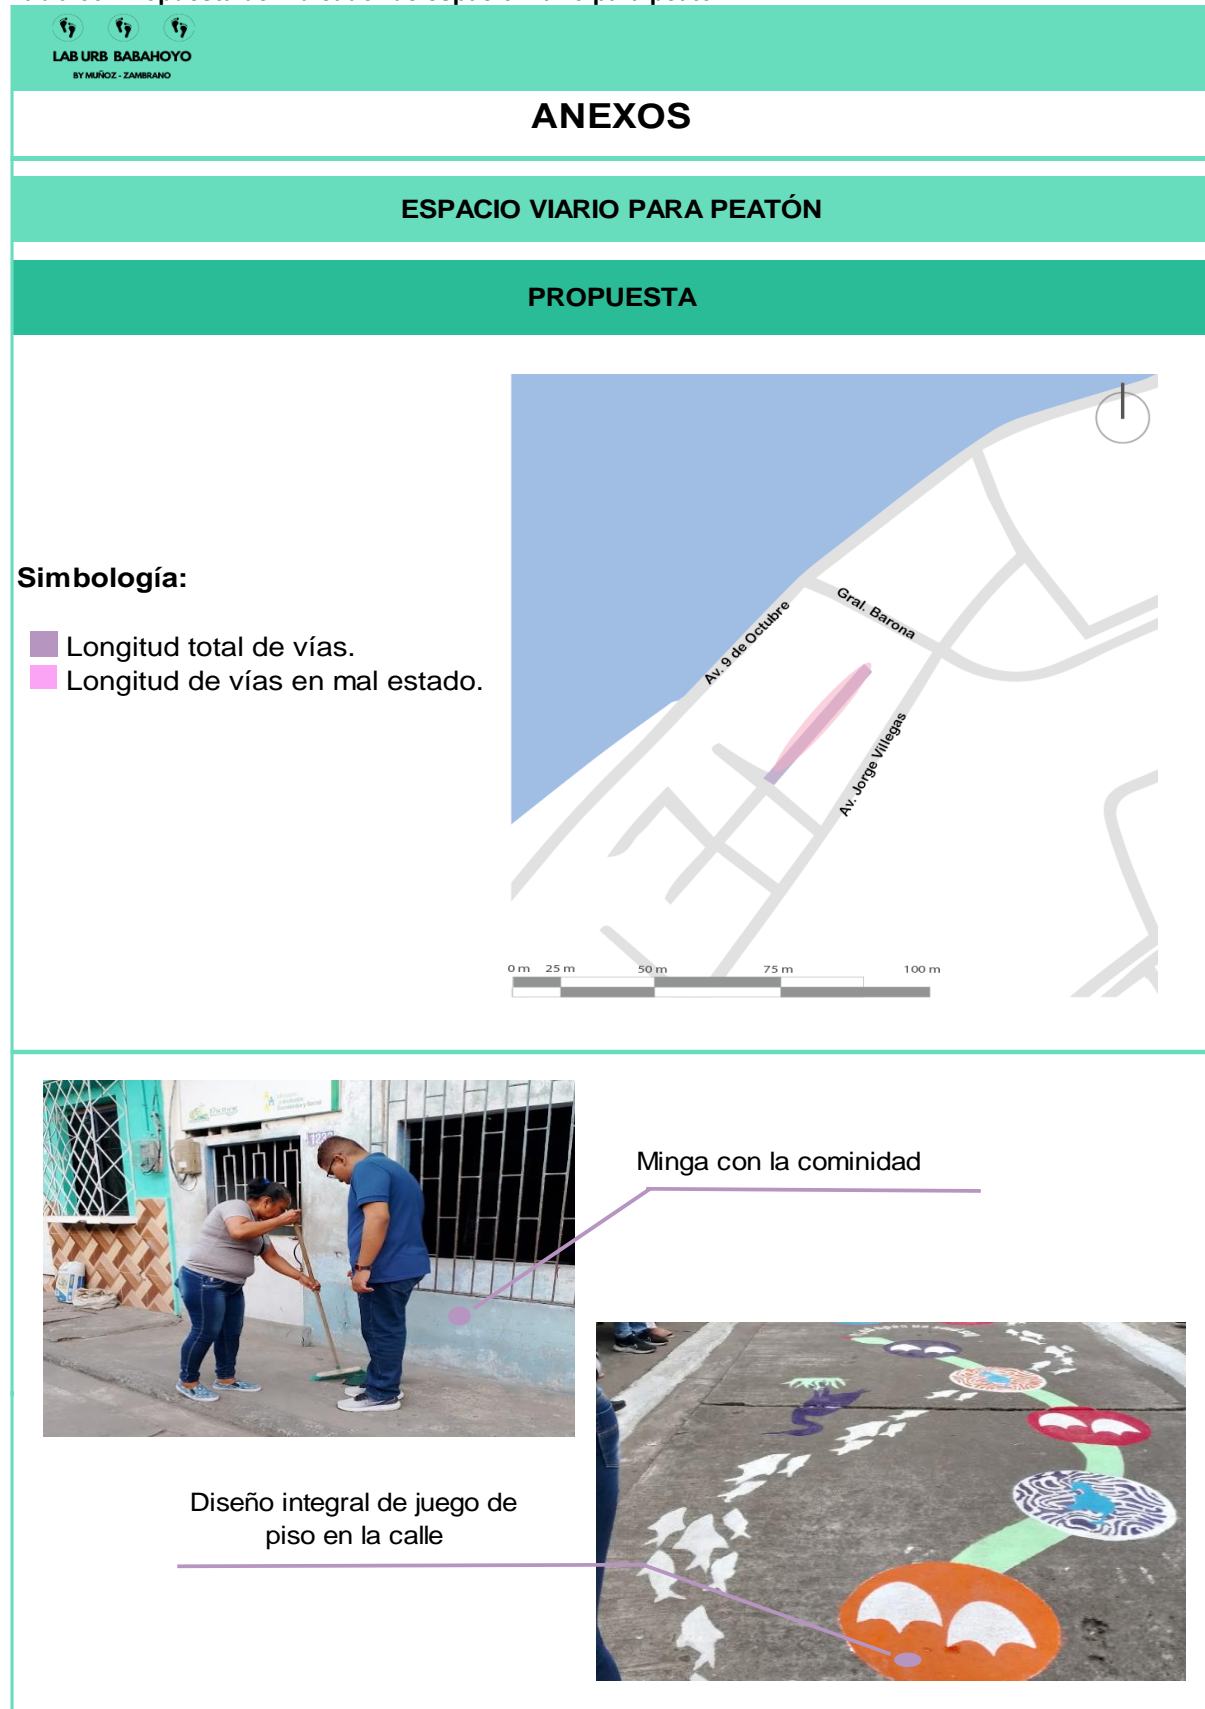 LAB URB BABAHOYO
BY MUÑOZ - ZAMBRANO
ANEXOS
ESPACIO VIARIO PARA PEATÓN
PROPUESTA
Simbología:
Longitud total de vías.
Longitud de vías en mal estado.
Av. 9 de Octubre
Gral. Barona
Av. Jorge Villegas
0 m 25 m 50 m 75 m 100 m
Minga con la cominidad
Diseño integral de juego de
piso en la calle